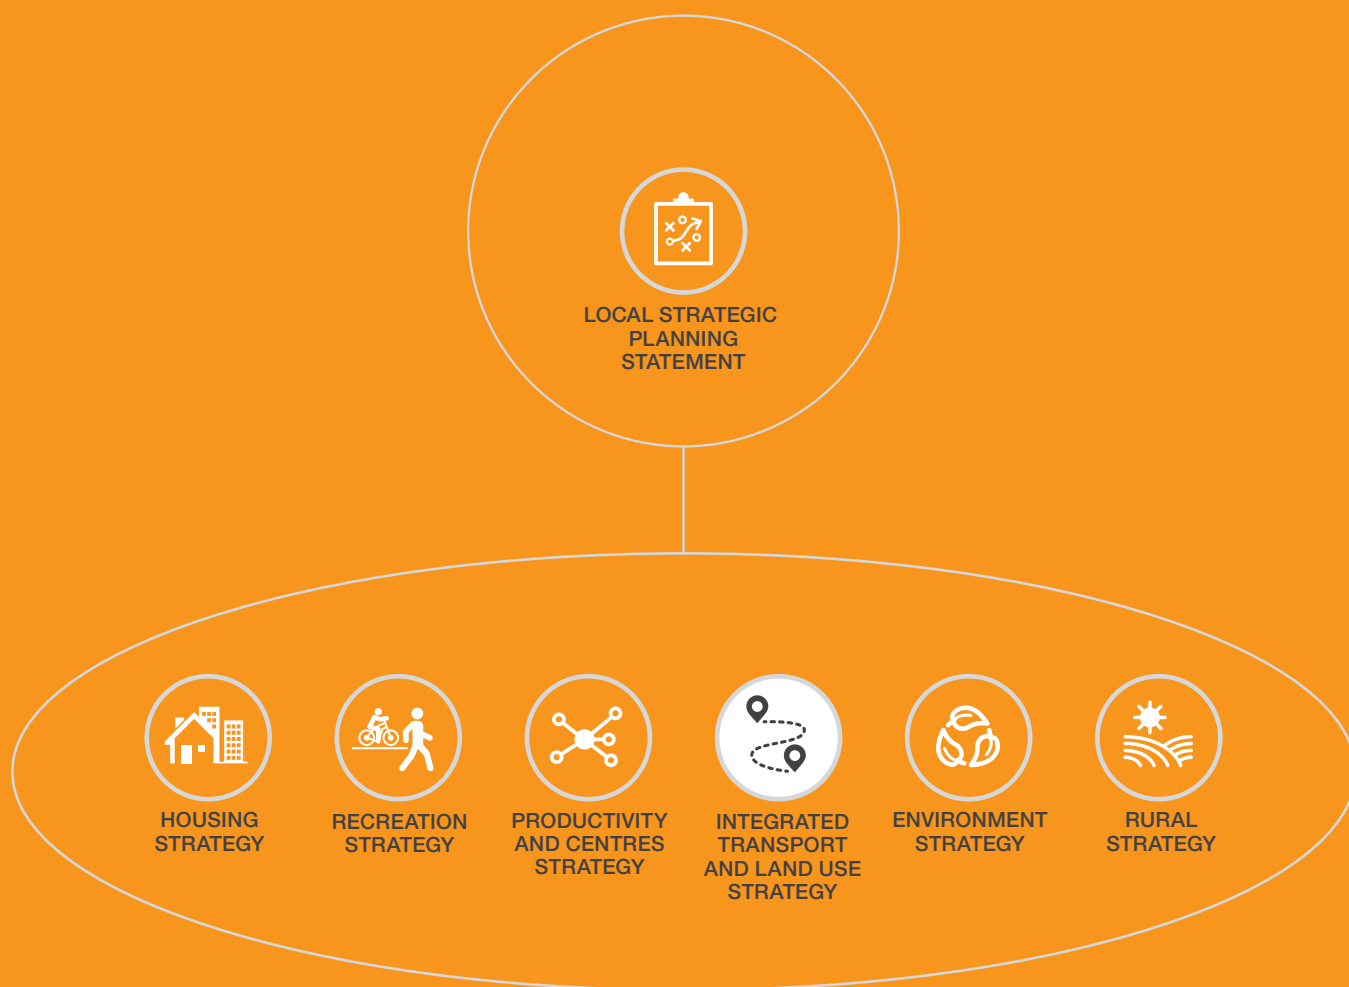 LOCAL STRATEGIC
PLANNING
STATEMENT
HOUSING
STRATEGY
RECREATION
STRATEGY
PRODUCTIVITY
AND CENTRES
STRATEGY
INTEGRATED
TRANSPORT
AND LAND USE
STRATEGY
ENVIRONMENT
STRATEGY
RURAL
STRATEGY